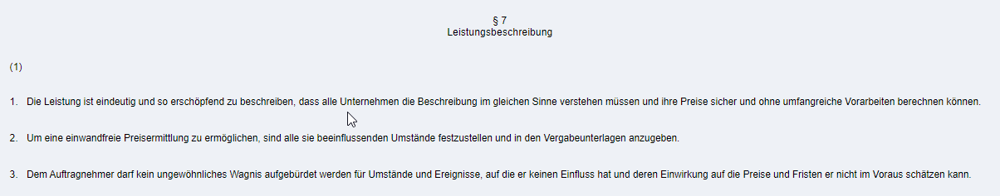 § 7
Leistungsbeschreibung
(1)
1. Die Leistung ist eindeutig und so erschöpfend zu beschreiben, dass alle Unternehmen die Beschreibung im gleichen Sinne verstehen müssen und ihre Preise sicher und ohne umfangreiche Vorarbeiten berechnen können.
2. Um eine einwandfreie Preisermittlung zu ermöglichen, sind alle sie beeinflussenden Umstände festzustellen und in den Vergabeunterlagen anzugeben.
3. Dem Auftragnehmer darf kein ungewöhnliches Wagnis aufgebürdet werden für Umstände und Ereignisse, auf die er keinen Einfluss hat und deren Einwirkung auf die Preise und Fristen er nicht im Voraus schätzen kann.